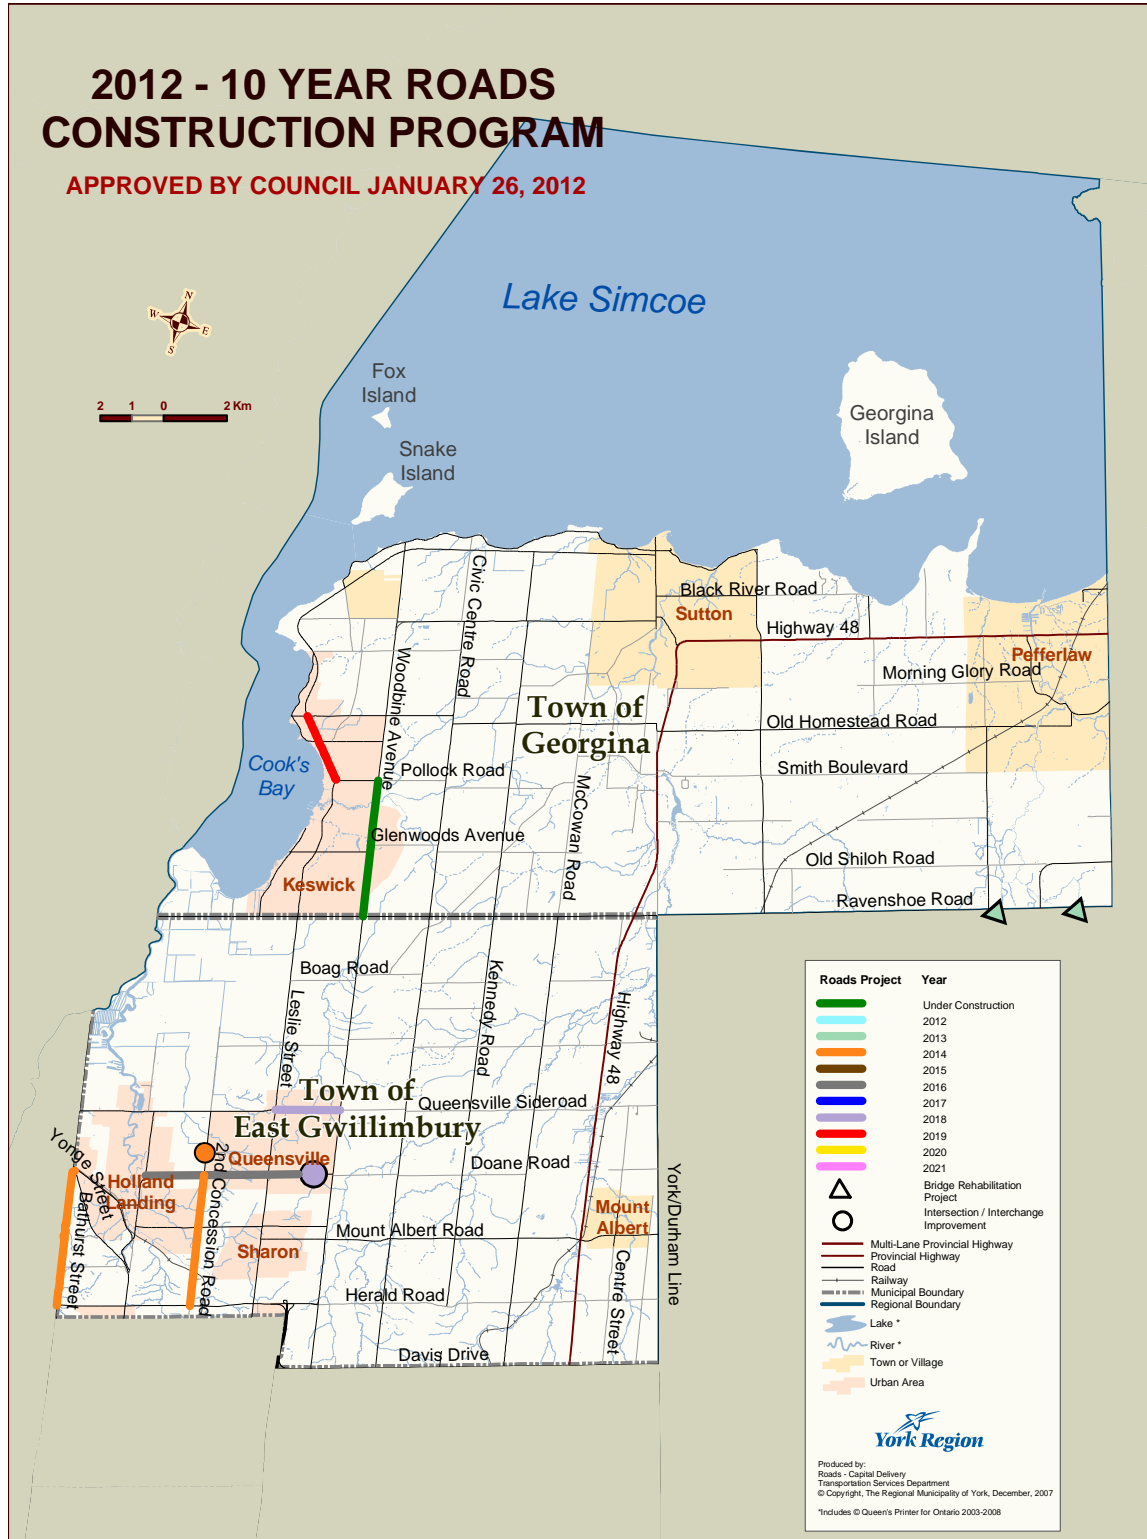 2012 - 10 YEAR ROADS
CONSTRUCTION PROGRAM
APPROVED BY COUNCIL JANUARY 26, 2012
Lake Simcoe
N
W
E
S
2 1 0 2 Km
Fox
Island
Snake
Island
Georgina
Island
Civic Centre Road
Black River Road
Sutton
Highway 48
Pefferlaw
Morning Glory Road
Woodbine Avenue
Town of
Georgina
Old Homestead Road
Cook's
Bay
Pollock Road
Smith Boulevard
McCowan Road
Glenwoods Avenue
Old Shiloh Road
Keswick
Ravenshoe Road
Boag Road
Leslie Street
Kennedy Road
Highway 48
Town of
East Gwillimbury
Queensville Sideroad
Yonge Street
2nd Concession Road
Queensville
Doane Road
Holland
Landing
Bathurst Street
Mount
Albert
York/Durham Line
Mount Albert Road
Sharon
Centre Street
Herald Road
Davis Drive
Roads Project Year
Under Construction
2012
2013
2014
2015
2016
2017
2018
2019
2020
2021
Bridge Rehabilitation
Project
Intersection / Interchange
Improvement
Multi-Lane Provincial Highway
Provincial Highway
Road
Railway
Municipal Boundary
Regional Boundary
Lake *
River *
Town or Village
Urban Area
York Region
Produced by:
Roads - Capital Delivery
Transportation Services Department
© Copyright, The Regional Municipality of York, December, 2007
*Includes © Queen's Printer for Ontario 2003-2008